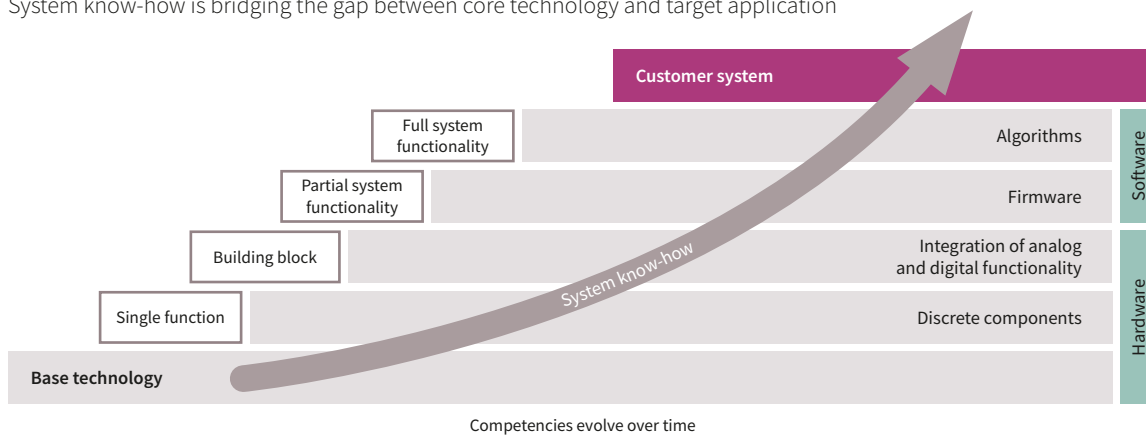 System know-how is bridging the gap between core technology and target application
Customer system
Full system
functionality
Algorithms
Partial system
functionality
Firmware
Software
Building block
Integration of analog
and digital functionality
System know-how
Single function
Discrete components
Hardware
Base technology
Competencies evolve over time